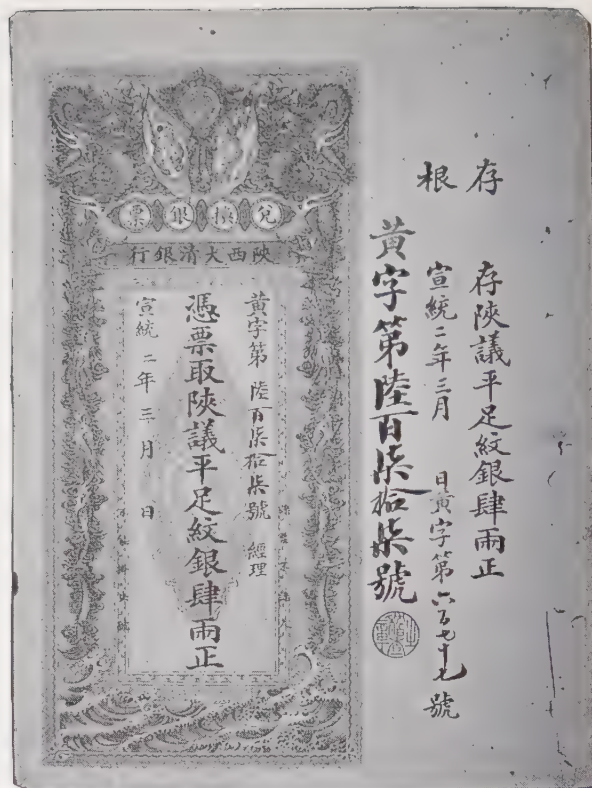 存根
存陝議平足紋銀肆兩正
宣統二年三月　日黃字第六百七十七號
黃字第陸百柒拾柒號
兌換銀票
陝西大清銀行
黃字第陸百柒拾柒號　經理
憑票取陝議平足紋銀肆兩正
宣統二年三月　日